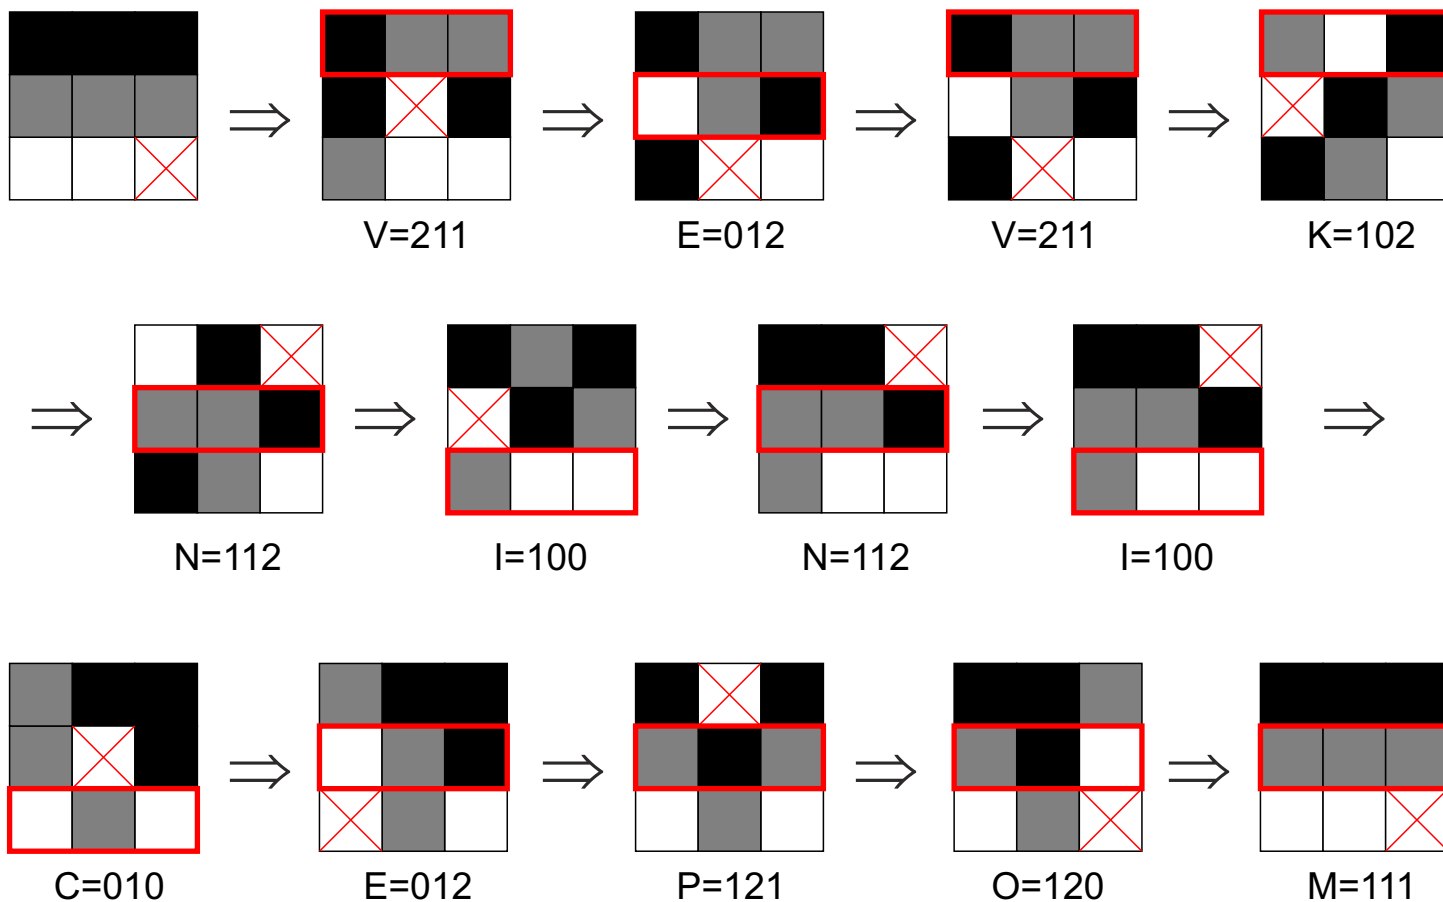 V=211 E=012 V=211 K=102
N=112 I=100 N=112 I=100
C=010 E=012 P=121 O=120 M=111